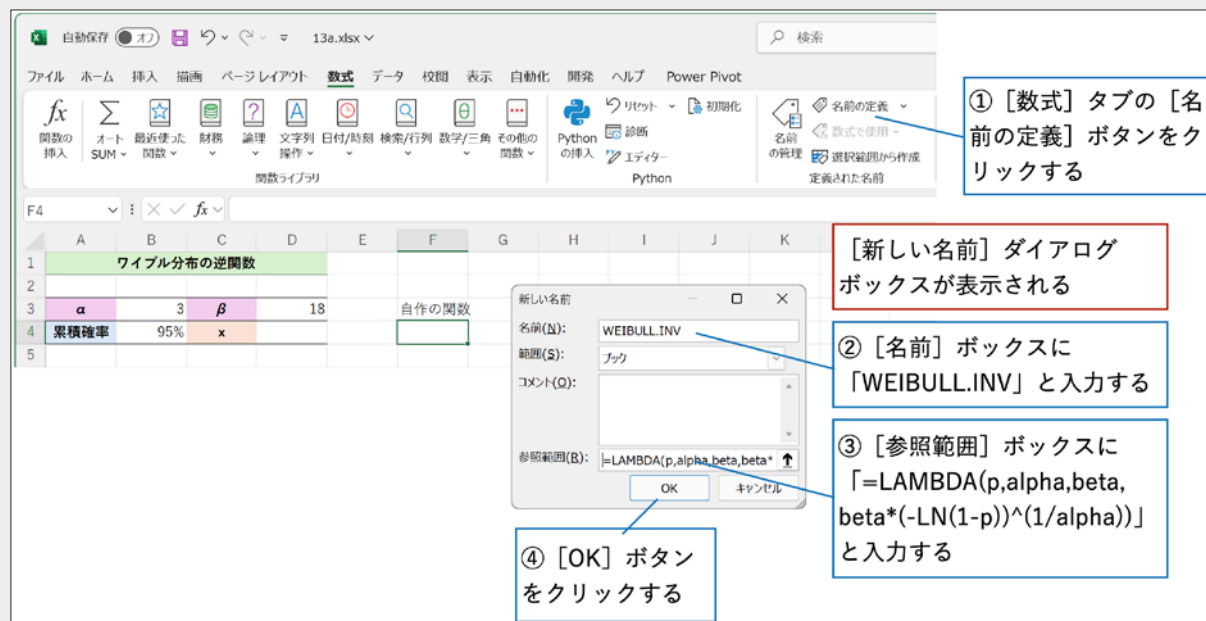 自動保存 オフ 13a.xlsx 検索
ファイル ホーム 挿入 描画 ページ レイアウト 数式 データ 校閲 表示 自動化 開発 ヘルプ Power Pivot
fx 関数の挿入
Σ オート SUM
最近使った関数
財務
論理
文字列操作
日付/時刻
検索/行列
数学/三角
その他の関数
関数ライブラリ
Python の挿入
リセット 初期化
診断
エディター
Python
名前の管理
名前の定義
数式で使用
選択範囲から作成
定義された名前
① ［数式］タブの［名
前の定義］ボタンをク
リックする
F4 fx
A B C D E F G H I J K
1 ワイブル分布の逆関数
2
3 α 3 β 18 自作の関数
4 累積確率 95% x
5
［新しい名前］ダイアログ
ボックスが表示される
新しい名前
名前(N): WEIBULL.INV
範囲(S): ブック
コメント(O):
参照範囲(R): =LAMBDA(p,alpha,beta,beta*
OK キャンセル
② ［名前］ボックスに
「WEIBULL.INV」と入力する
③ ［参照範囲］ボックスに
「=LAMBDA(p,alpha,beta,
beta*(-LN(1-p))^(1/alpha))」
と入力する
④ ［OK］ボタン
をクリックする